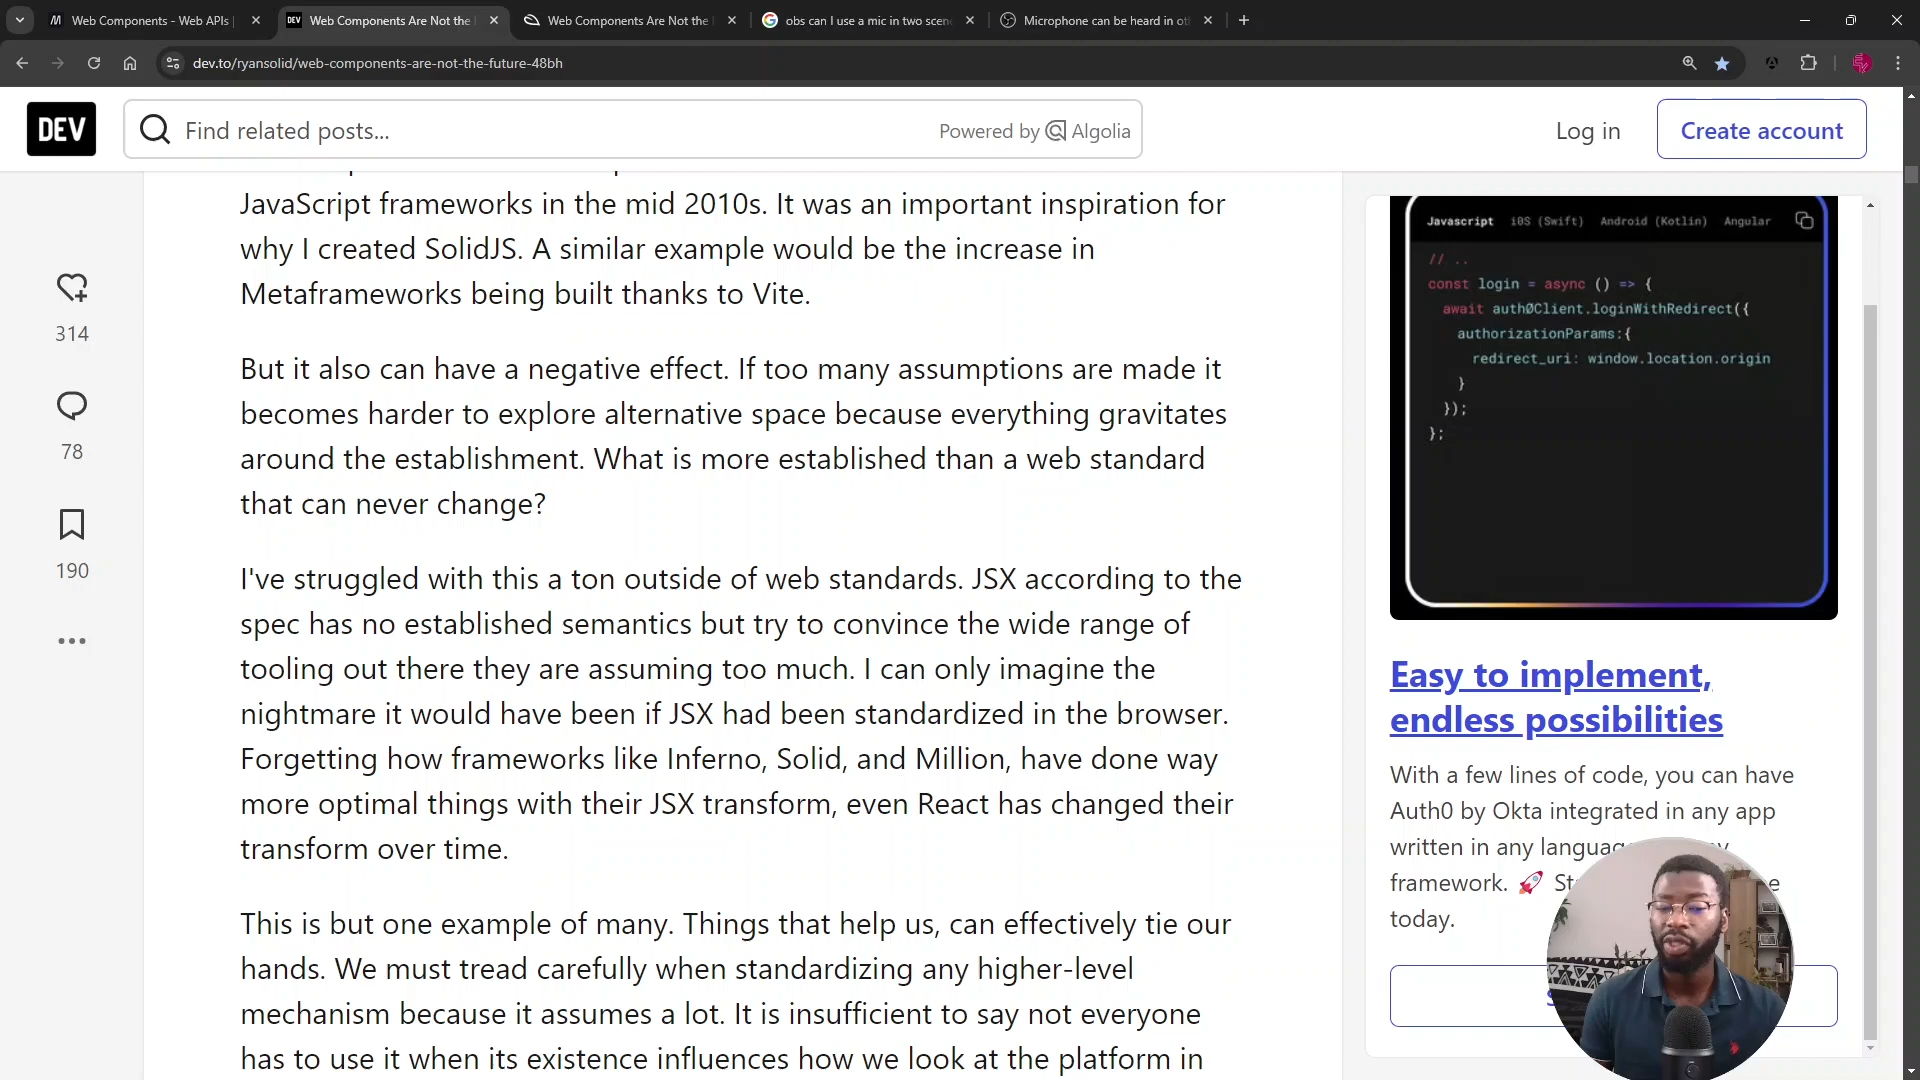 Web Components - Web APIs
DEV
Web Components Are Not the
Web Components Are Not the
obs can I use a mic in two scen
Microphone can be heard in ot
dev.to/ryansolid/web-components-are-not-the-future-48bh
DEV
Find related posts...
Powered by Algolia
Log in
Create account
JavaScript frameworks in the mid 2010s. It was an important inspiration for
why I created SolidJS. A similar example would be the increase in
Metaframeworks being built thanks to Vite.
But it also can have a negative effect. If too many assumptions are made it
becomes harder to explore alternative space because everything gravitates
around the establishment. What is more established than a web standard
that can never change?
I've struggled with this a ton outside of web standards. JSX according to the
spec has no established semantics but try to convince the wide range of
tooling out there they are assuming too much. I can only imagine the
nightmare it would have been if JSX had been standardized in the browser.
Forgetting how frameworks like Inferno, Solid, and Million, have done way
more optimal things with their JSX transform, even React has changed their
transform over time.
This is but one example of many. Things that help us, can effectively tie our
hands. We must tread carefully when standardizing any higher-level
mechanism because it assumes a lot. It is insufficient to say not everyone
has to use it when its existence influences how we look at the platform in
314
78
190
Javascript iOS (Swift) Android (Kotlin) Angular
// ..
const login = async () => {
await auth0Client.loginWithRedirect({
authorizationParams:{
redirect_uri: window.location.origin
}
});
};
Easy to implement,
endless possibilities
With a few lines of code, you can have
Auth0 by Okta integrated in any app
written in any
framework. 🚀
today.